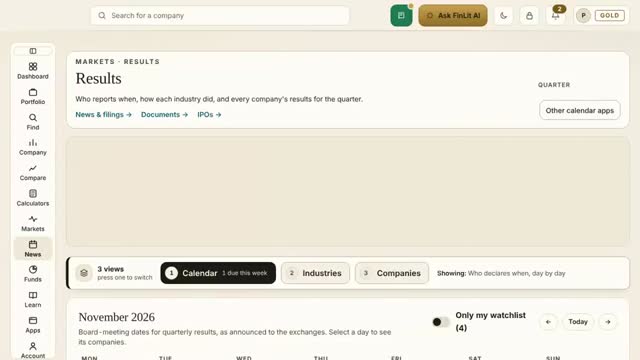 Search for a company
Ask FinLit AI
2
P
GOLD
Dashboard
Portfolio
Find
Company
Compare
Calculators
Markets
News
Funds
Learn
Apps
Account
MARKETS · RESULTS
Results
Who reports when, how each industry did, and every company's results for the quarter.
News & filings →
Documents →
IPOs →
QUARTER
Other calendar apps
3 views
press one to switch
1 Calendar 1 due this week
2 Industries
3 Companies
Showing: Who declares when, day by day
November 2026
Board-meeting dates for quarterly results, as announced to the exchanges. Select a day to see
its companies.
Only my watchlist
(4)
←
Today
→
MON TUE WED THU FRI SAT SUN